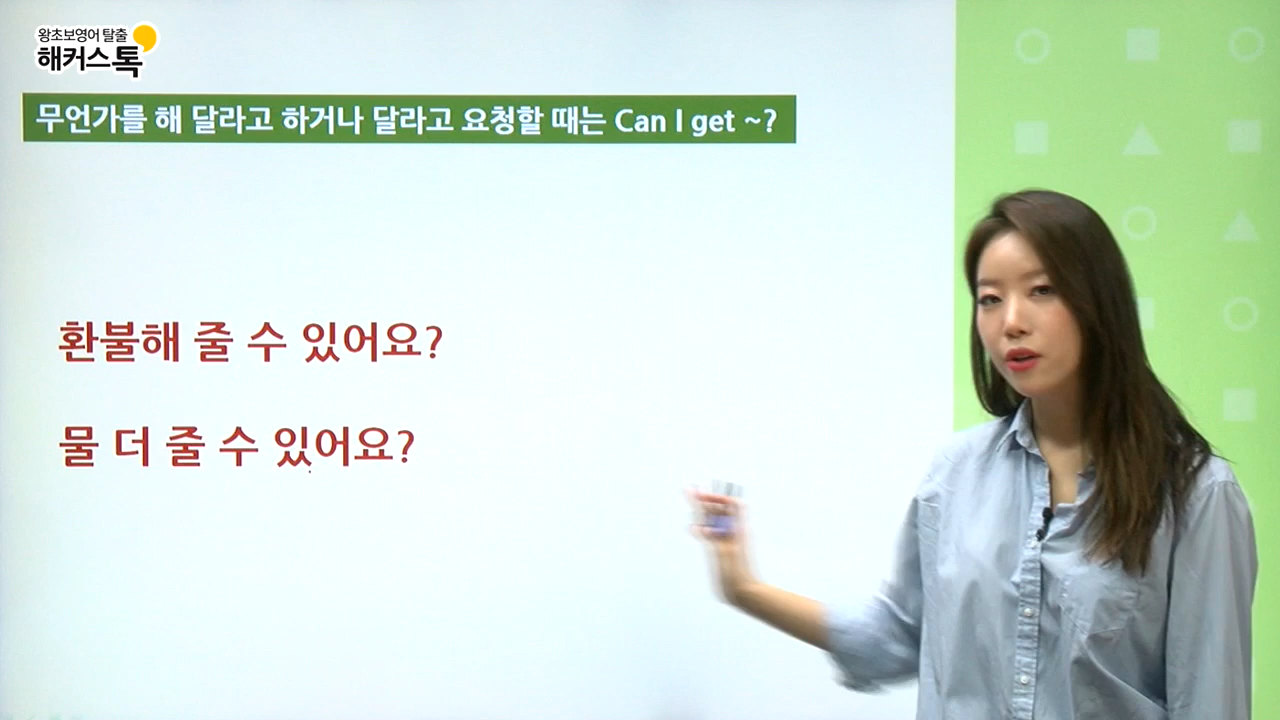 왕초보영어 탈출
해커스톡
무언가를 해 달라고 하거나 달라고 요청할 때는 Can I get ~?
환불해 줄 수 있어요?
물 더 줄 수 있어요?